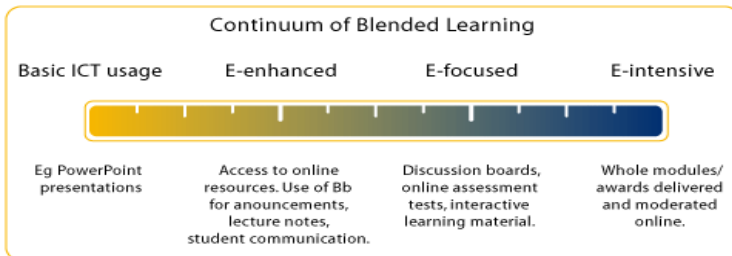 Continuum of Blended Learning
Basic ICT usage
E-enhanced
E-focused
E-intensive
Eg PowerPoint
presentations
Access to online
resources. Use of Bb
for anouncements,
lecture notes,
student communication.
Discussion boards,
online assessment
tests, interactive
learning material.
Whole modules/
awards delivered
and moderated
online.